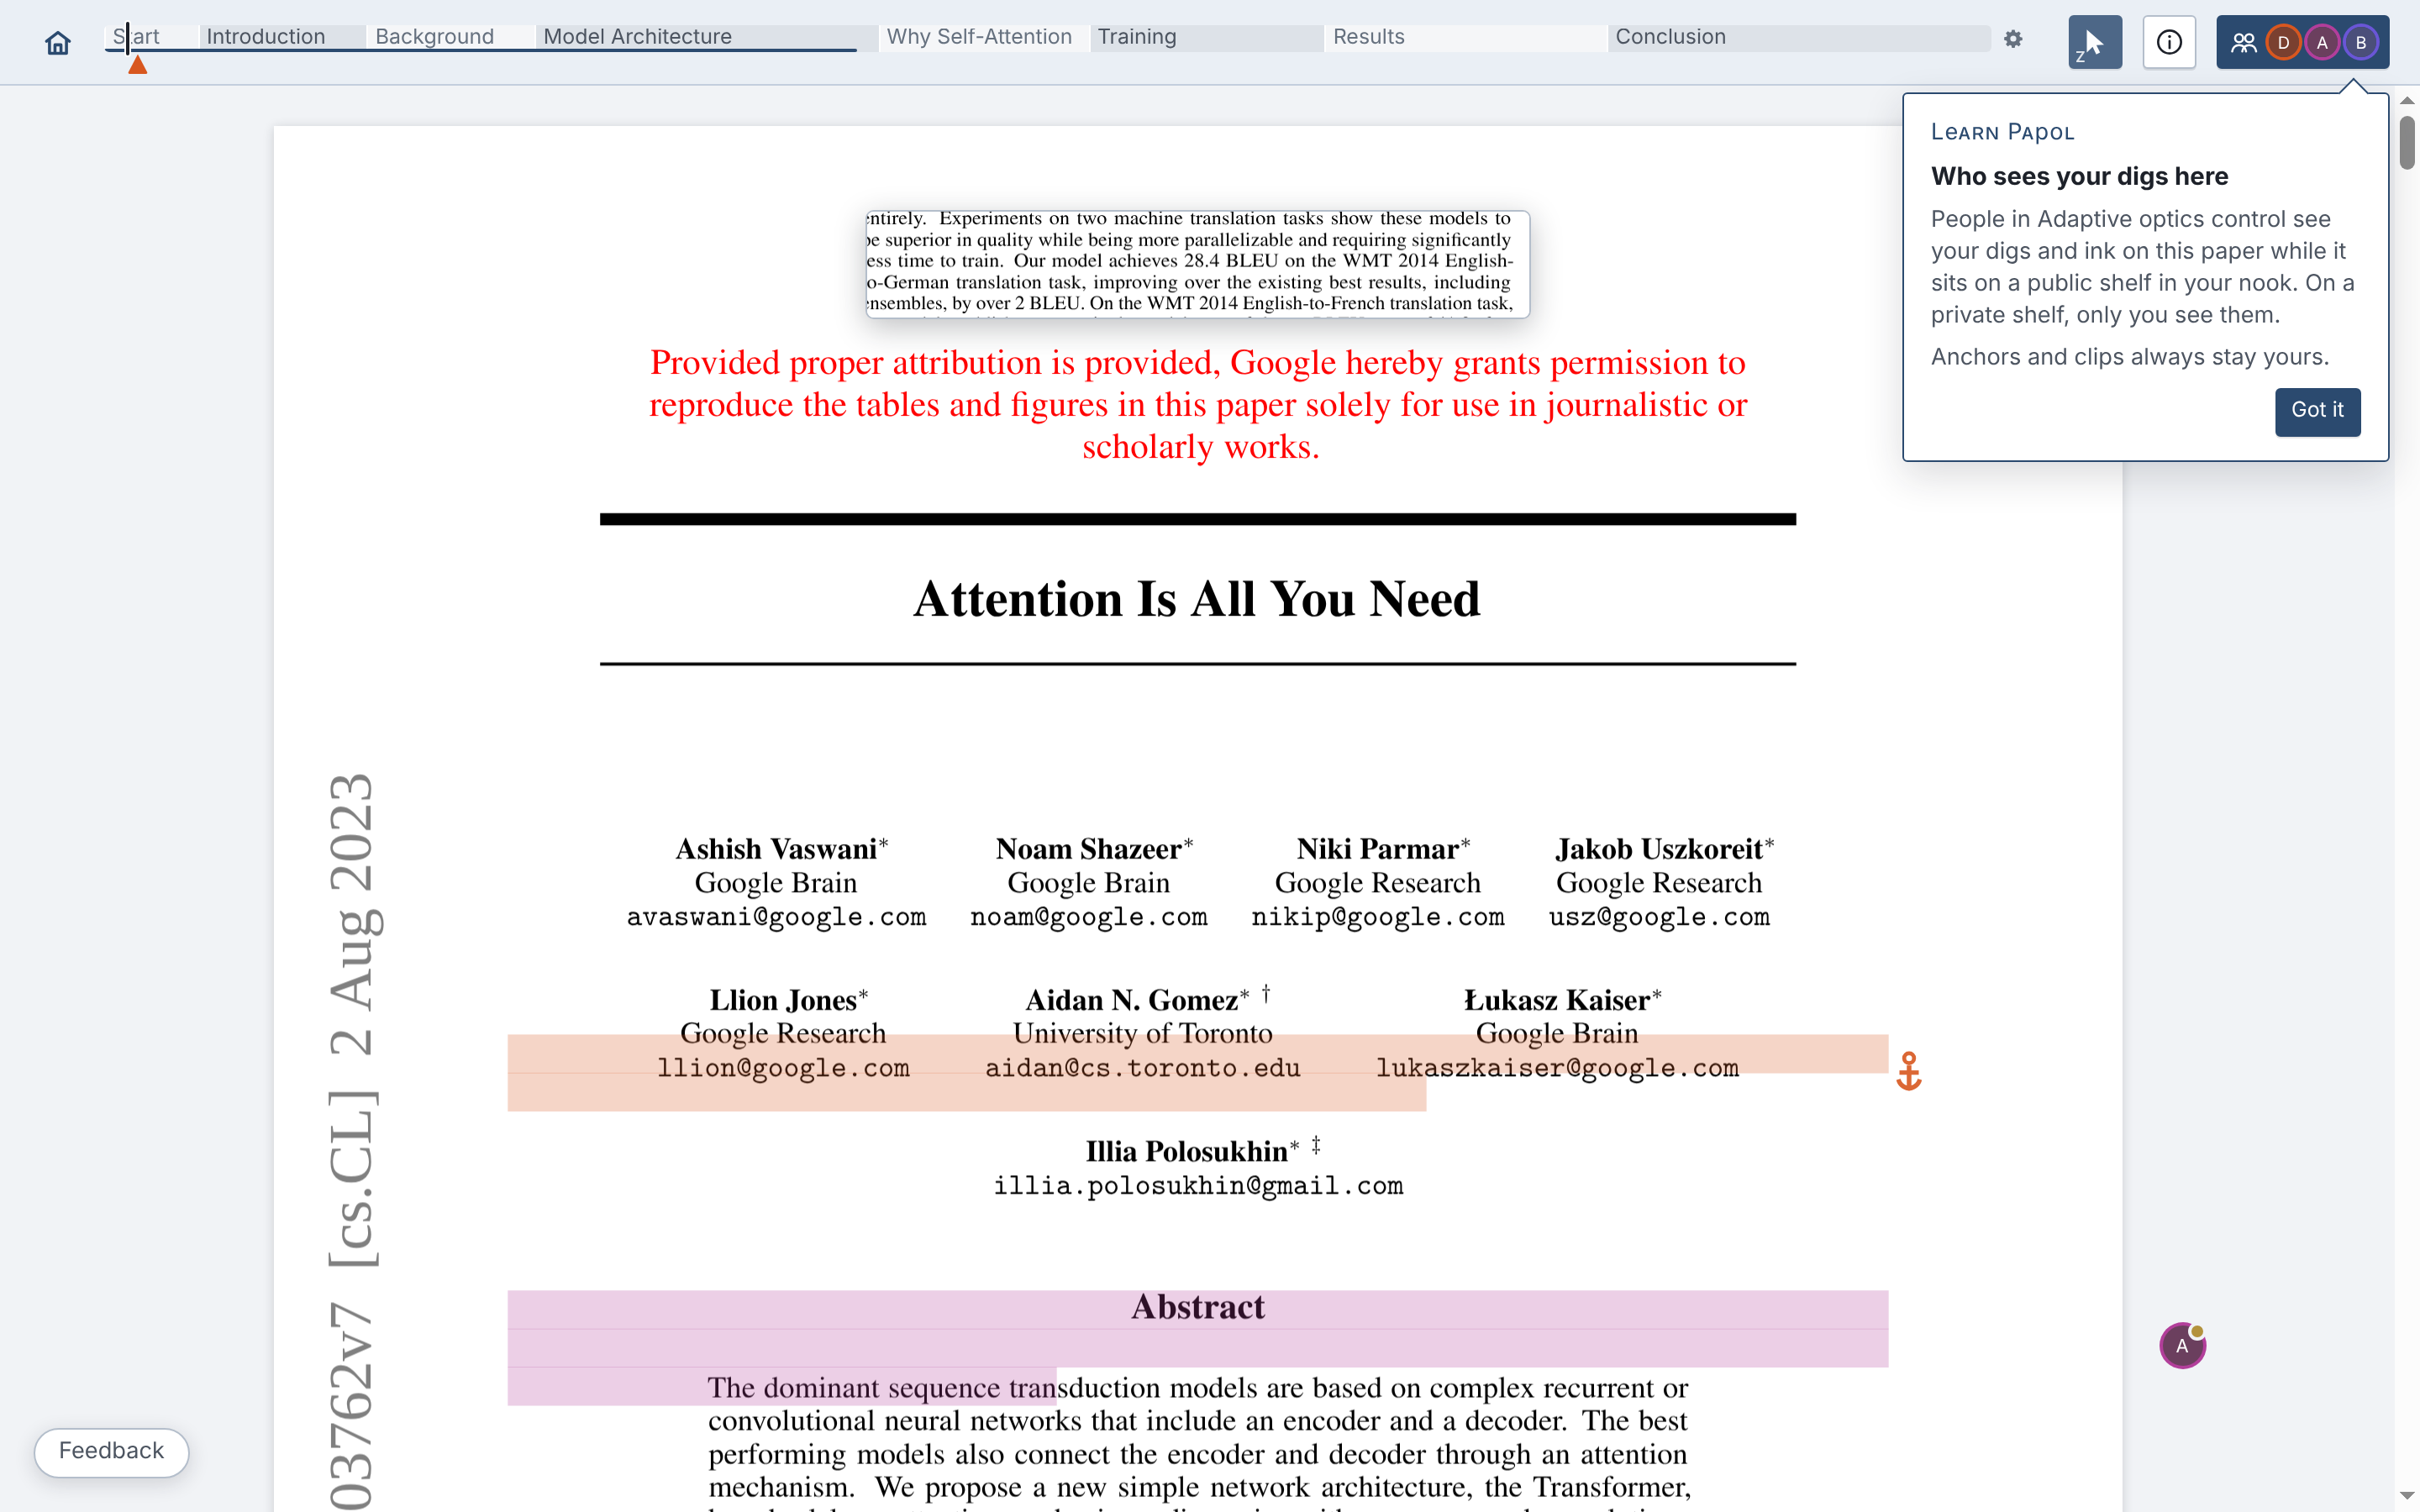 Start
Introduction
Background
Model Architecture
Why Self-Attention
Training
Results
Conclusion
Z
D
A
B
Learn Papol
Who sees your digs here
People in Adaptive optics control see
your digs and ink on this paper while it
sits on a public shelf in your nook. On a
private shelf, only you see them.
Anchors and clips always stay yours.
Got it
entirely. Experiments on two machine translation tasks show these models to
be superior in quality while being more parallelizable and requiring significantly
ess time to train. Our model achieves 28.4 BLEU on the WMT 2014 English-
o-German translation task, improving over the existing best results, including
ensembles, by over 2 BLEU. On the WMT 2014 English-to-French translation task,
Provided proper attribution is provided, Google hereby grants permission to
reproduce the tables and figures in this paper solely for use in journalistic or
scholarly works.
Attention Is All You Need
Ashish Vaswani*
Google Brain
avaswani@google.com
Noam Shazeer*
Google Brain
noam@google.com
Niki Parmar*
Google Research
nikip@google.com
Jakob Uszkoreit*
Google Research
usz@google.com
Llion Jones*
Google Research
llion@google.com
Aidan N. Gomez* †
University of Toronto
aidan@cs.toronto.edu
Łukasz Kaiser*
Google Brain
lukaszkaiser@google.com
Illia Polosukhin* ‡
illia.polosukhin@gmail.com
Abstract
The dominant sequence transduction models are based on complex recurrent or
convolutional neural networks that include an encoder and a decoder. The best
performing models also connect the encoder and decoder through an attention
mechanism. We propose a new simple network architecture, the Transformer,
03762v7 [cs.CL] 2 Aug 2023
A
Feedback